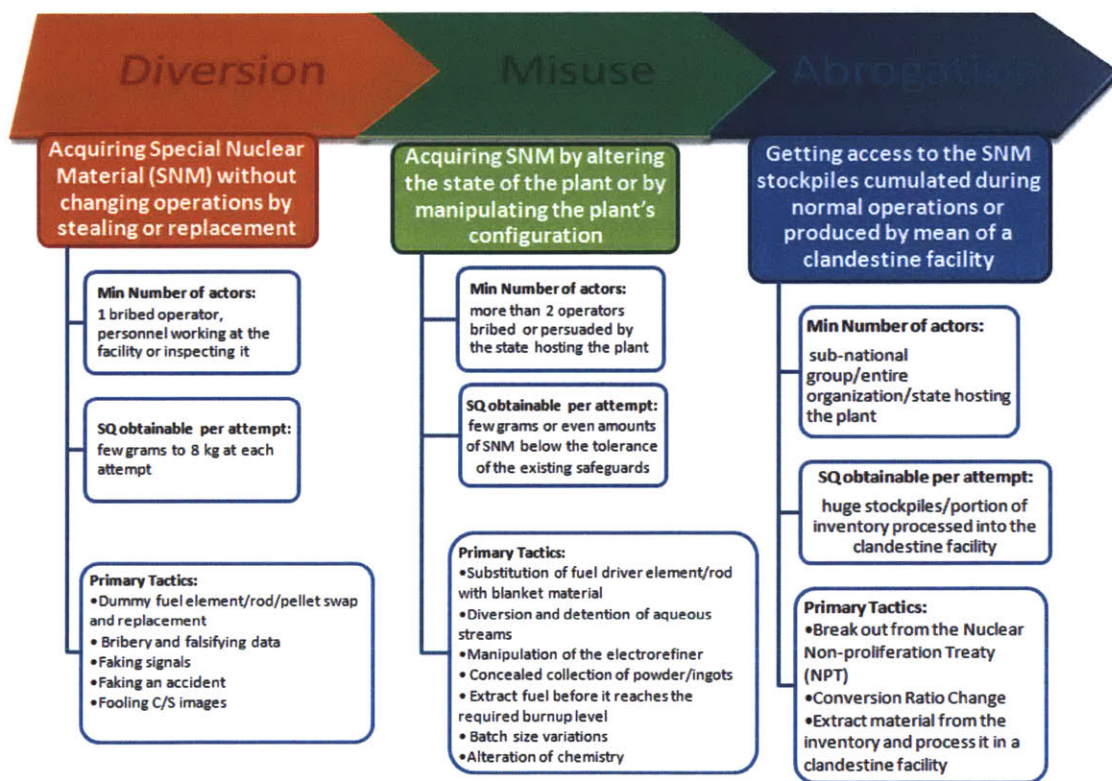 Diversion
Misuse
Abrogation
Acquiring Special Nuclear
Material (SNM) without
changing operations by
stealing or replacement
Min Number of actors:
1 bribed operator,
personnel working at the
facility or inspecting it
SQ obtainable per attempt:
few grams to 8 kg at each
attempt
Primary Tactics:
•Dummy fuel element/rod/pellet swap
and replacement
• Bribery and falsifying data
• Faking signals
• Faking an accident
• Fooling C/S images
Acquiring SNM by altering
the state of the plant or by
manipulating the plant's
configuration
Min Number of actors:
more than 2 operators
bribed or persuaded by
the state hosting the plant
SQ obtainable per attempt:
few grams or even amounts
of SNM below the tolerance
of the existing safeguards
Primary Tactics:
•Substitution of fuel driver element/rod
with blanket material
•Diversion and detention of aqueous
streams
•Manipulation of the electrorefiner
• Concealed collection of powder/ingots
•Extract fuel before it reaches the
required burnup level
•Batch size variations
•Alteration of chemistry
Getting access to the SNM
stockpiles cumulated during
normal operations or
produced by mean of a
clandestine facility
Min Number of actors:
sub-national
group/entire
organization/state hosting
the plant
SQ obtainable per attempt:
huge stockpiles/portion of
inventory processed into the
clandestine facility
Primary Tactics:
•Break out from the Nuclear
Non-proliferation Treaty
(NPT)
•Conversion Ratio Change
•Extract material from the
inventory and process it in a
clandestine facility